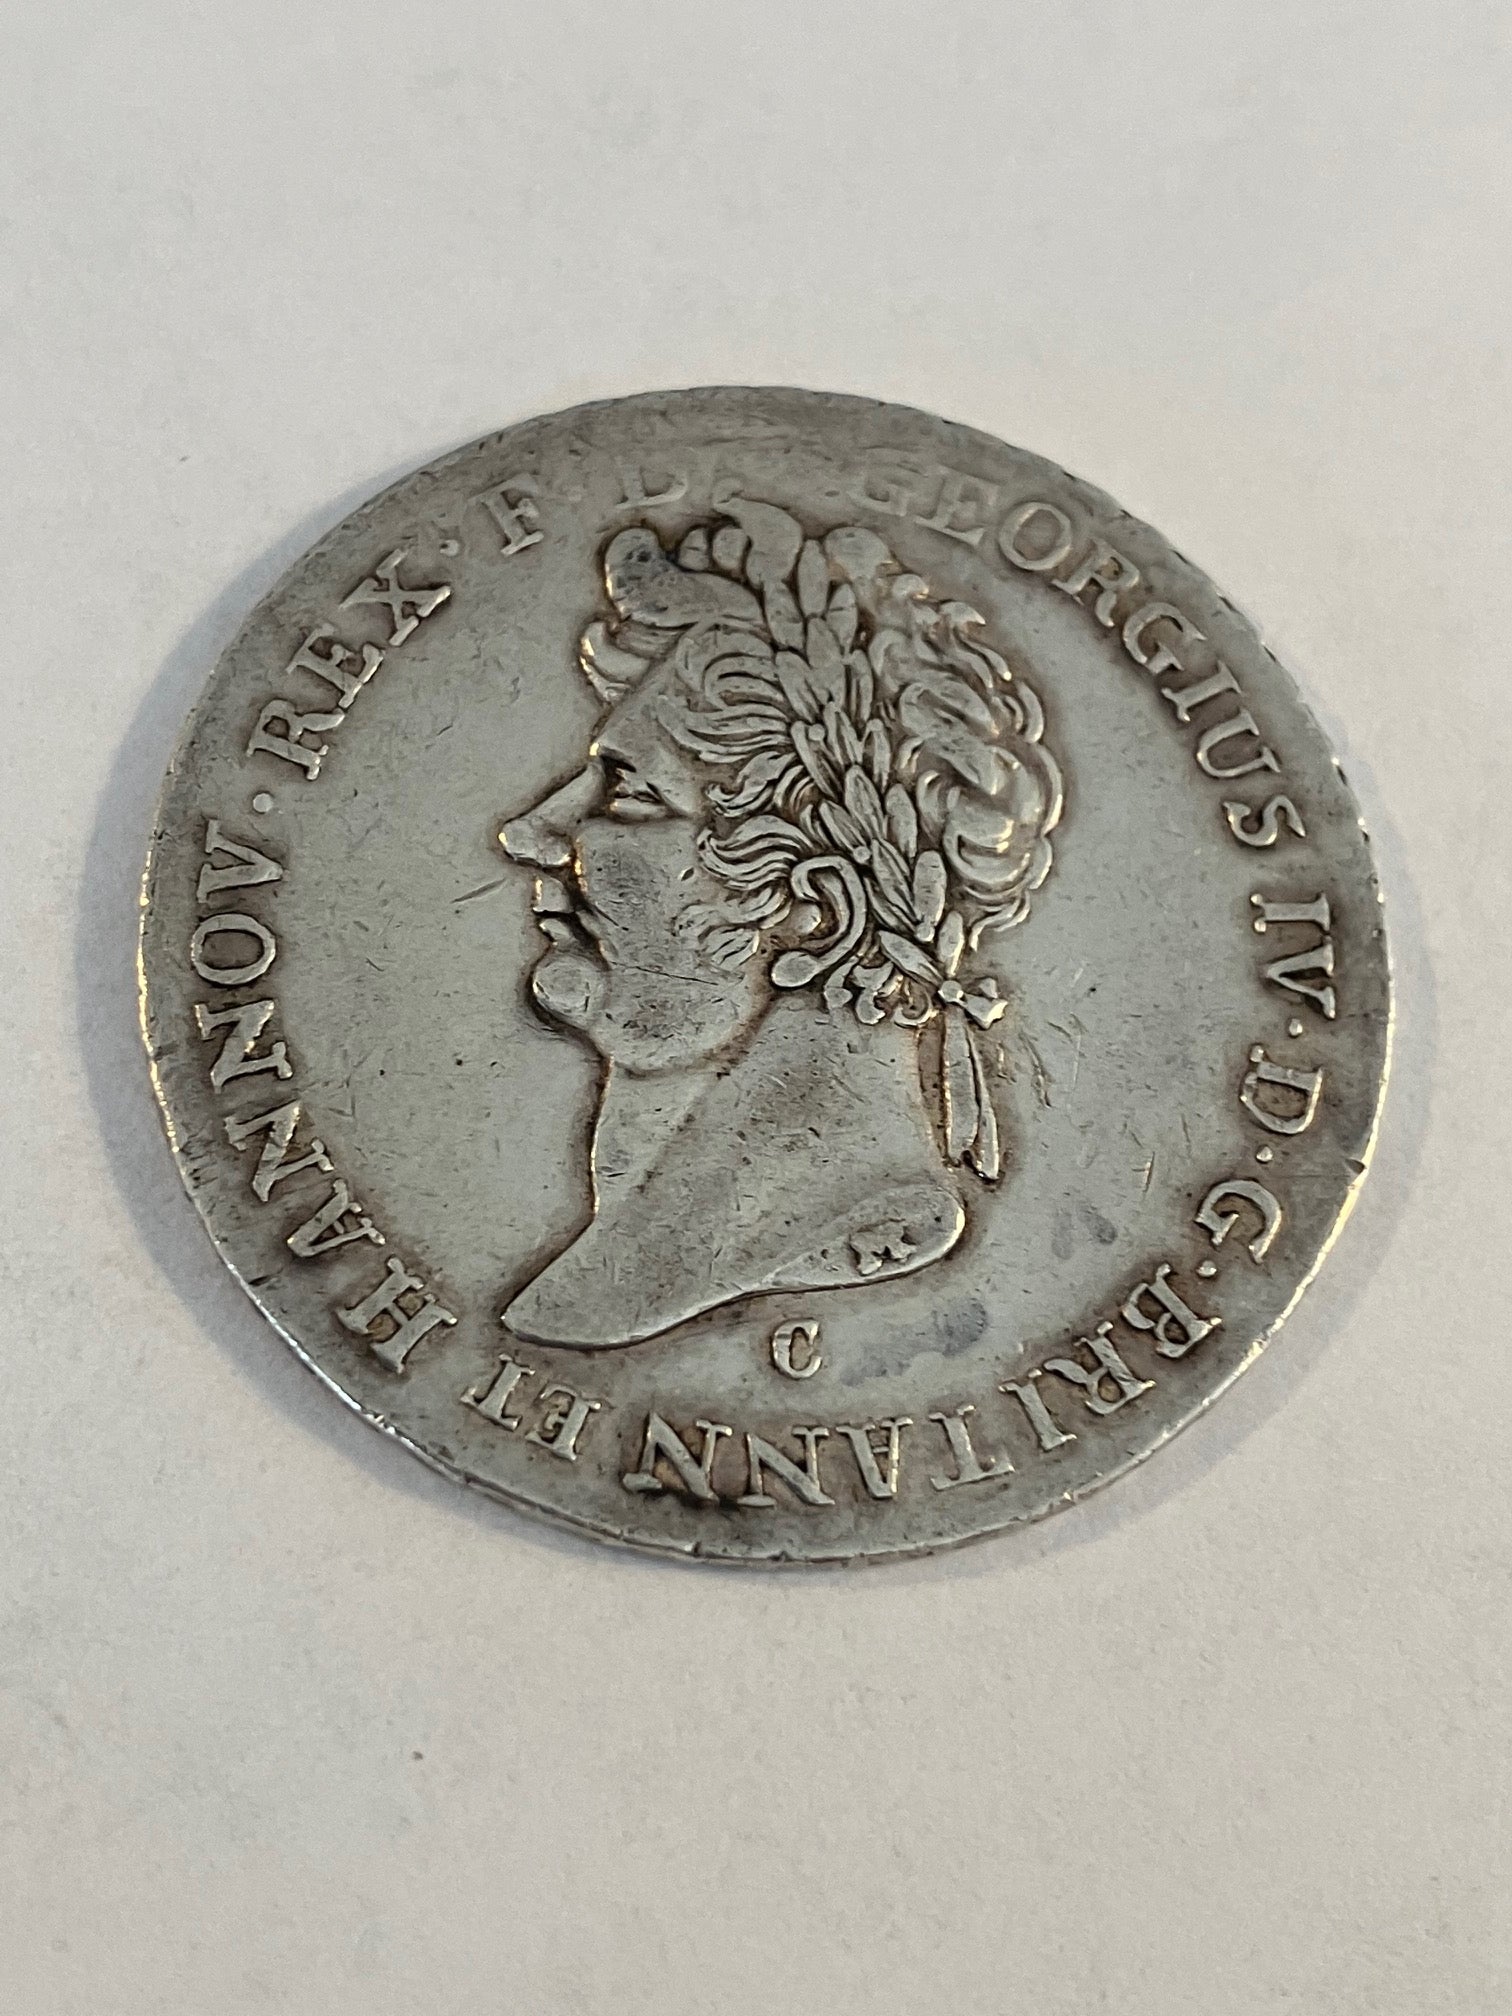 GEORGIUS IV · D · G · BRITANN ET HANNOV · REX · F · D ·
M
C